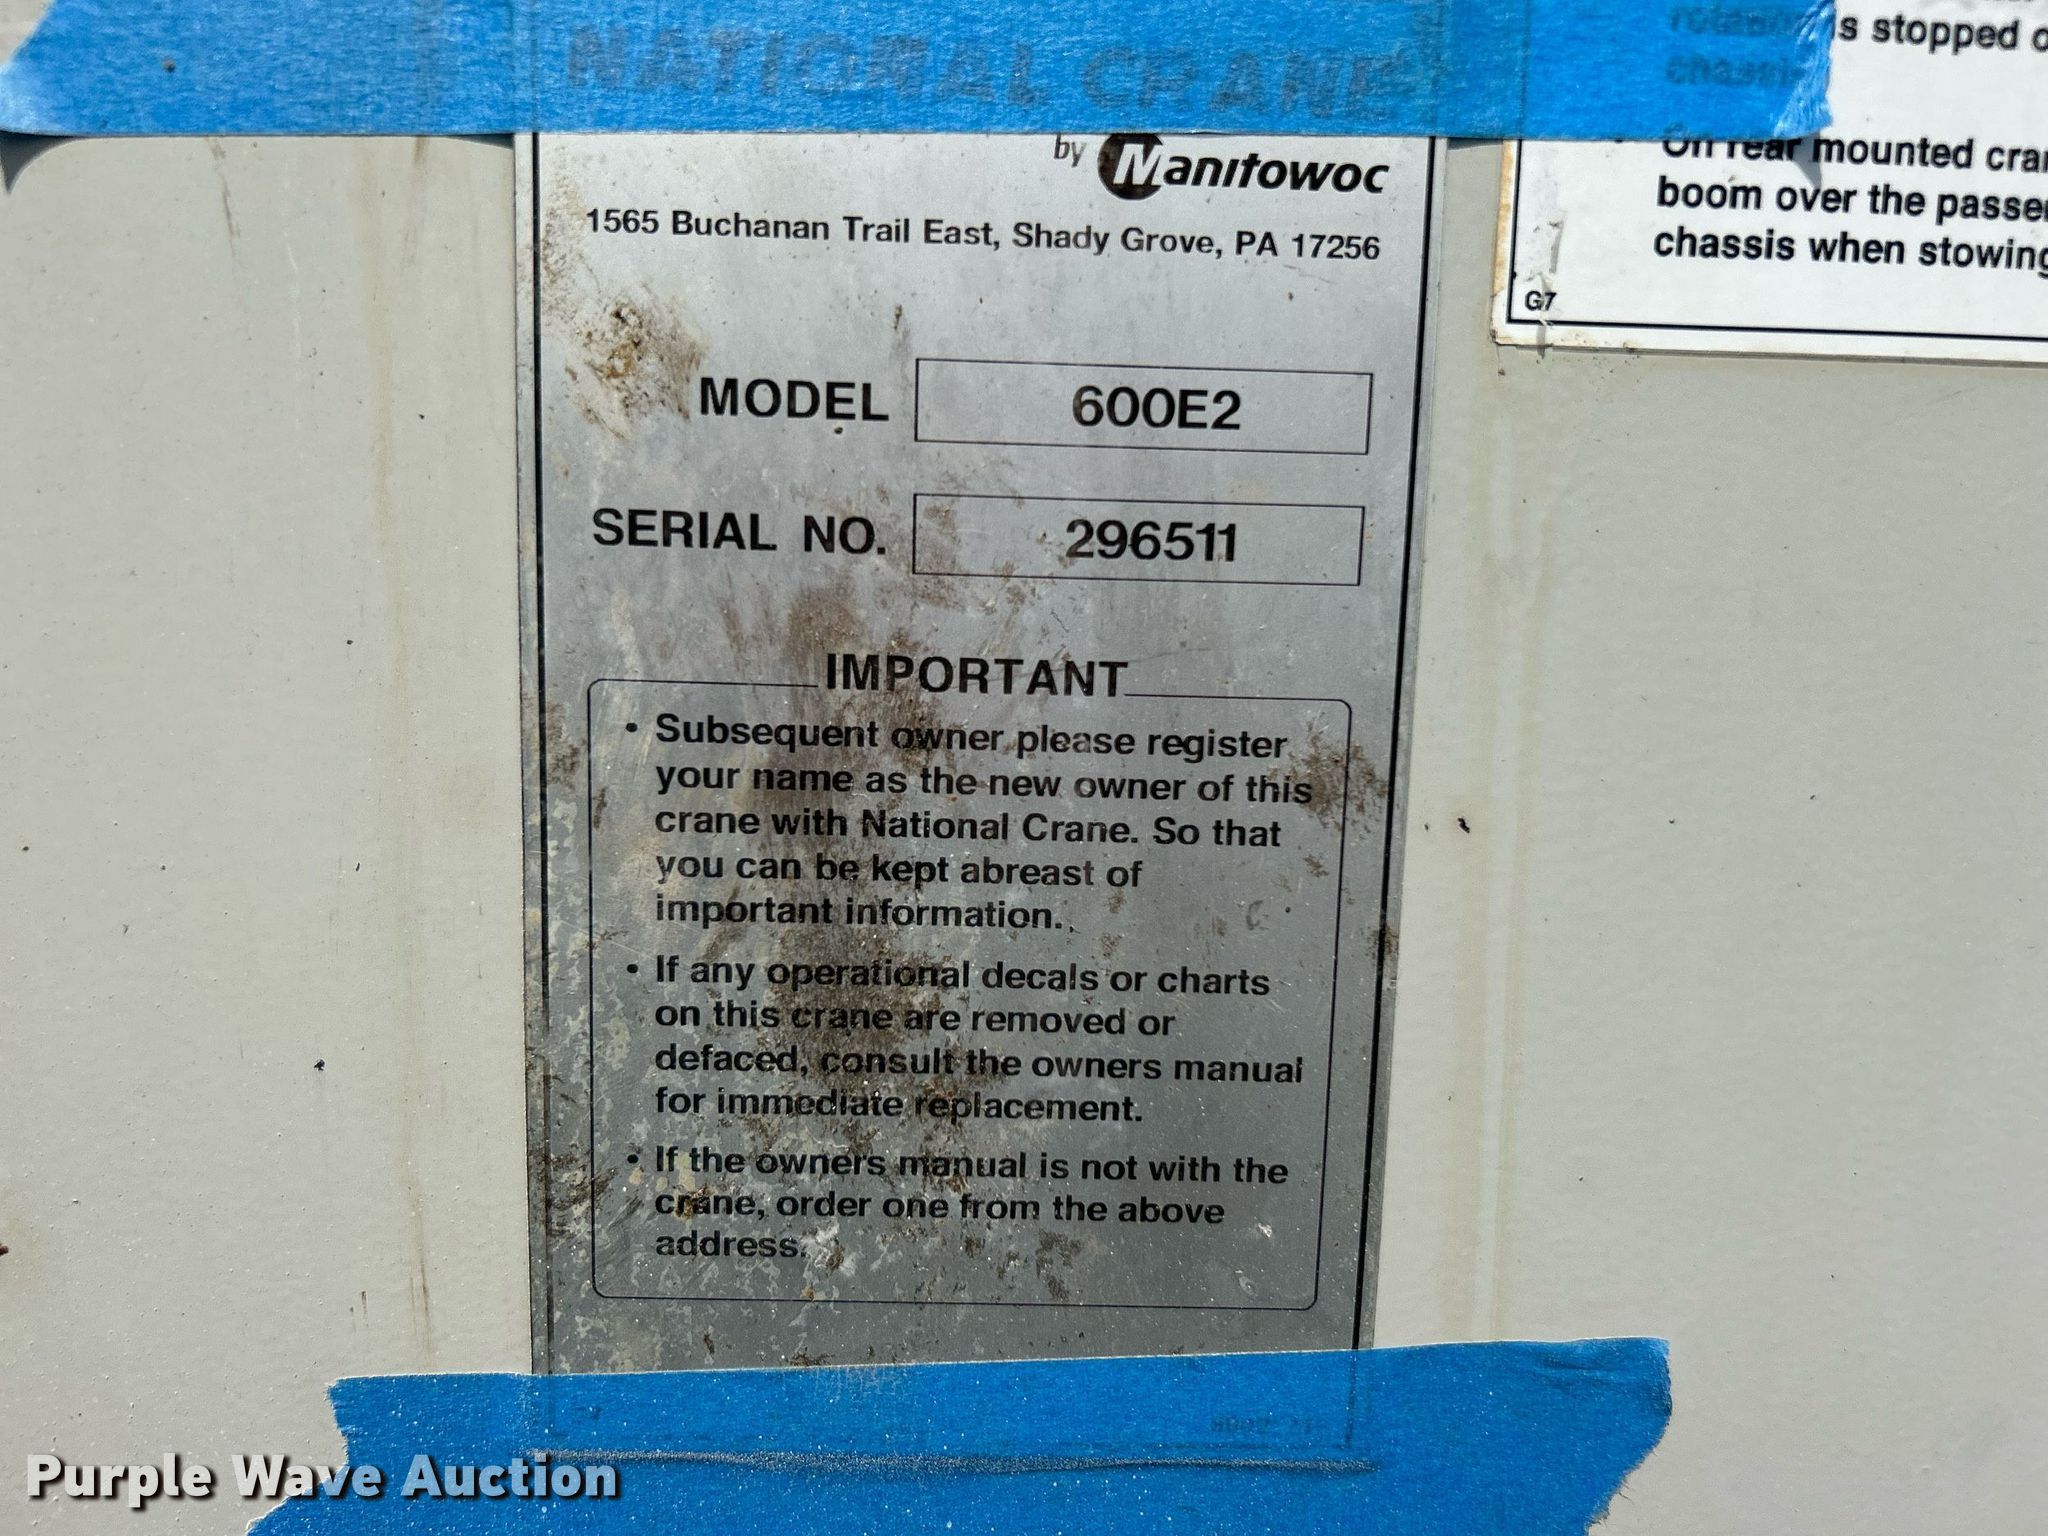 NATIONAL CRANE
by Manitowoc
1565 Buchanan Trail East, Shady Grove, PA 17256
MODEL 600E2
SERIAL NO. 296511
IMPORTANT
• Subsequent owner please register
your name as the new owner of this
crane with National Crane. So that
you can be kept abreast of
important information.
• If any operational decals or charts
on this crane are removed or
defaced, consult the owners manual
for immediate replacement.
• If the owners manual is not with the
crane, order one from the above
address.
is stopped
• On rear mounted
boom over the
chassis when stowing
G7
Purple Wave Auction